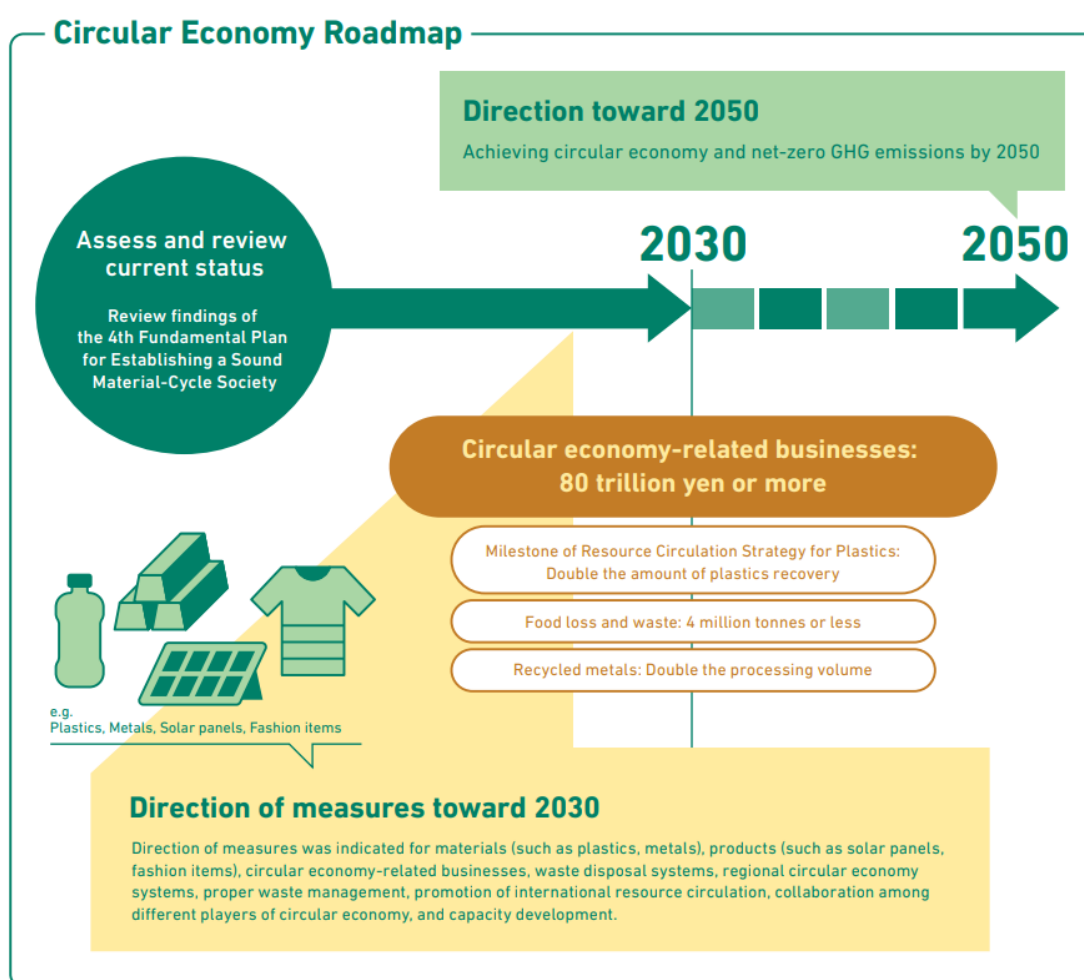 Circular Economy Roadmap
Direction toward 2050
Achieving circular economy and net-zero GHG emissions by 2050
Assess and review
current status
Review findings of
the 4th Fundamental Plan
for Establishing a Sound
Material-Cycle Society
2030
2050
Circular economy-related businesses:
80 trillion yen or more
Milestone of Resource Circulation Strategy for Plastics:
Double the amount of plastics recovery
Food loss and waste: 4 million tonnes or less
Recycled metals: Double the processing volume
e.g.
Plastics, Metals, Solar panels, Fashion items
Direction of measures toward 2030
Direction of measures was indicated for materials (such as plastics, metals), products (such as solar panels,
fashion items), circular economy-related businesses, waste disposal systems, regional circular economy
systems, proper waste management, promotion of international resource circulation, collaboration among
different players of circular economy, and capacity development.